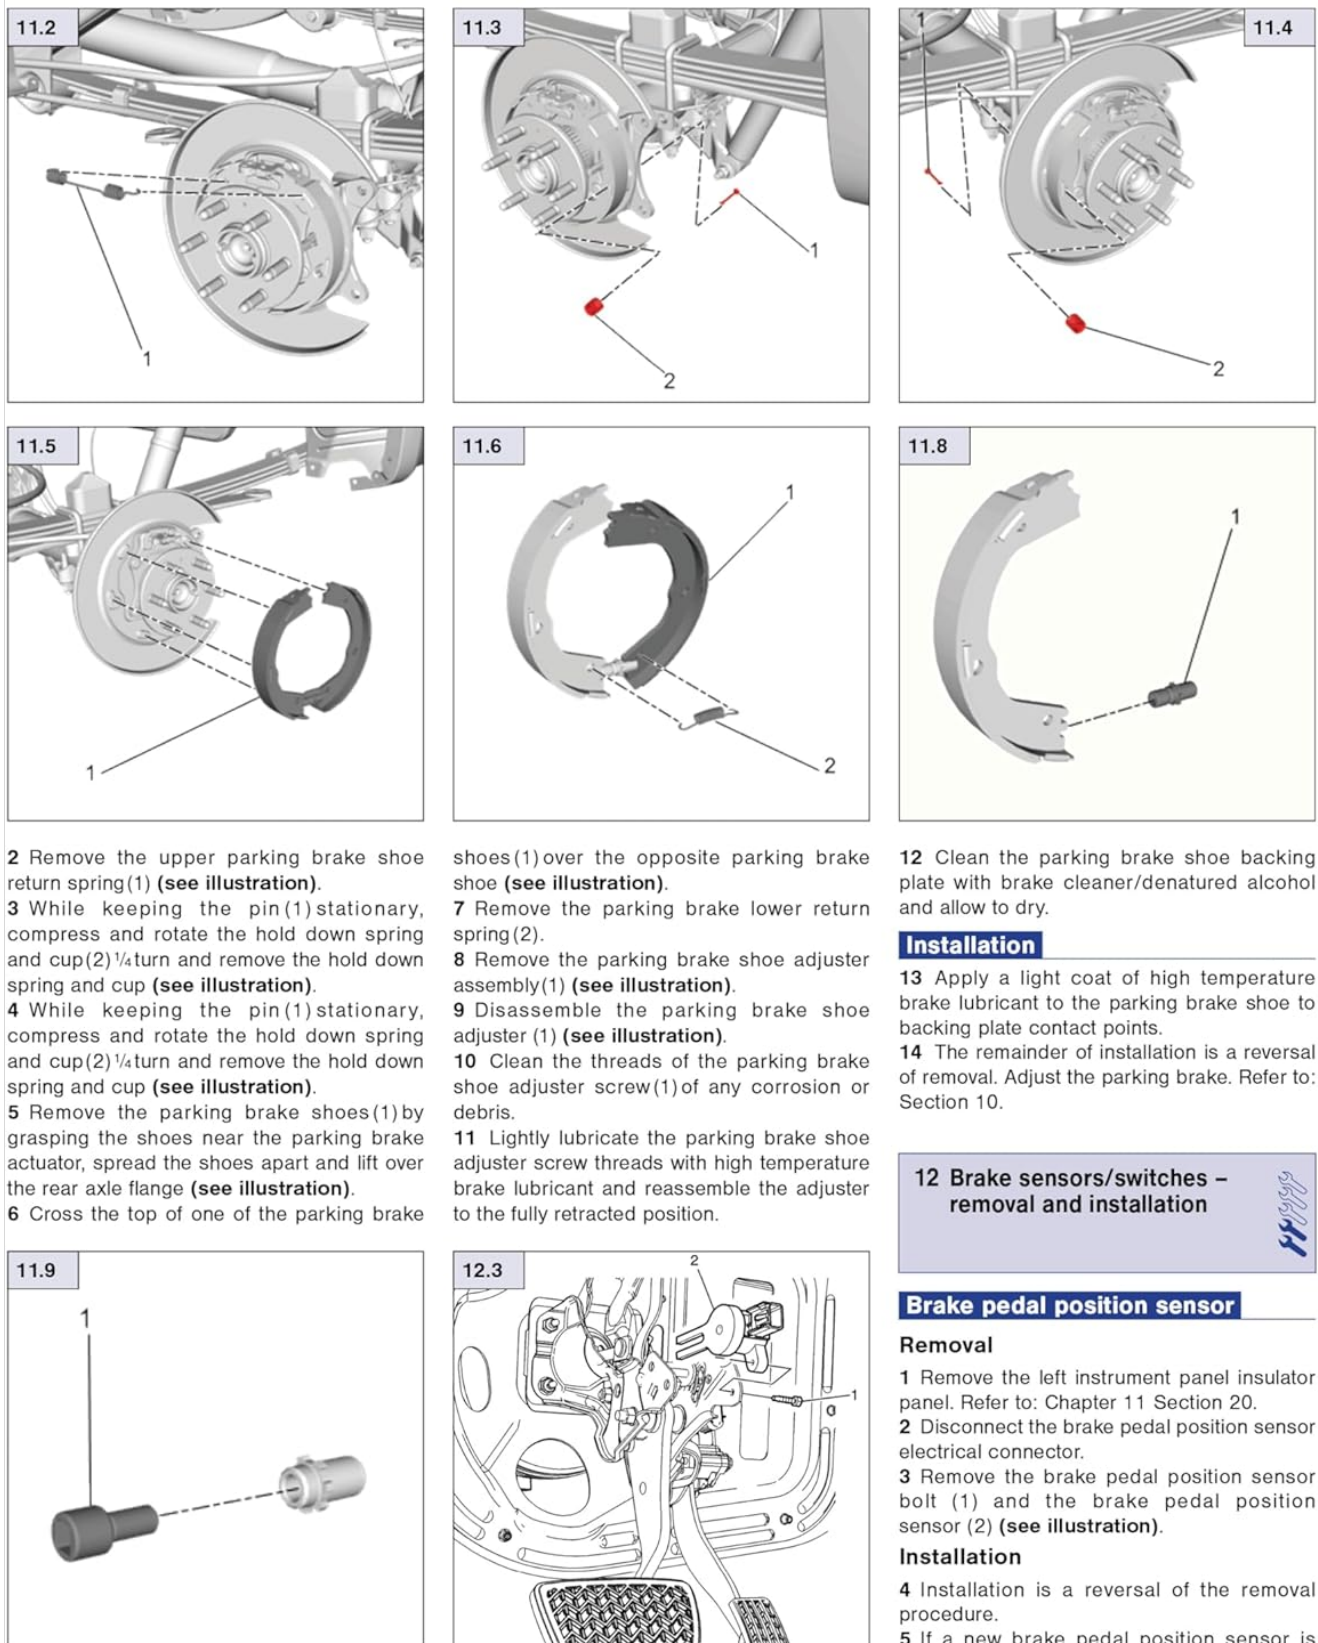 11.2
1
11.3
1
2
11.4
1
2
11.5
1
11.6
1
2
11.8
1
2 Remove the upper parking brake shoe
return spring(1) (see illustration).
3 While keeping the pin(1) stationary,
compress and rotate the hold down spring
and cup(2) ¼ turn and remove the hold down
spring and cup (see illustration).
4 While keeping the pin(1) stationary,
compress and rotate the hold down spring
and cup(2) ¼ turn and remove the hold down
spring and cup (see illustration).
5 Remove the parking brake shoes(1) by
grasping the shoes near the parking brake
actuator, spread the shoes apart and lift over
the rear axle flange (see illustration).
6 Cross the top of one of the parking brake
shoes(1) over the opposite parking brake
shoe (see illustration).
7 Remove the parking brake lower return
spring(2).
8 Remove the parking brake shoe adjuster
assembly(1) (see illustration).
9 Disassemble the parking brake shoe
adjuster (1) (see illustration).
10 Clean the threads of the parking brake
shoe adjuster screw(1) of any corrosion or
debris.
11 Lightly lubricate the parking brake shoe
adjuster screw threads with high temperature
brake lubricant and reassemble the adjuster
to the fully retracted position.
12 Clean the parking brake shoe backing
plate with brake cleaner/denatured alcohol
and allow to dry.
Installation
13 Apply a light coat of high temperature
brake lubricant to the parking brake shoe to
backing plate contact points.
14 The remainder of installation is a reversal
of removal. Adjust the parking brake. Refer to:
Section 10.
12 Brake sensors/switches –
removal and installation
11.9
1
12.3
2
1
Brake pedal position sensor
Removal
1 Remove the left instrument panel insulator
panel. Refer to: Chapter 11 Section 20.
2 Disconnect the brake pedal position sensor
electrical connector.
3 Remove the brake pedal position sensor
bolt (1) and the brake pedal position
sensor (2) (see illustration).
Installation
4 Installation is a reversal of the removal
procedure.
5 If a new brake pedal position sensor is